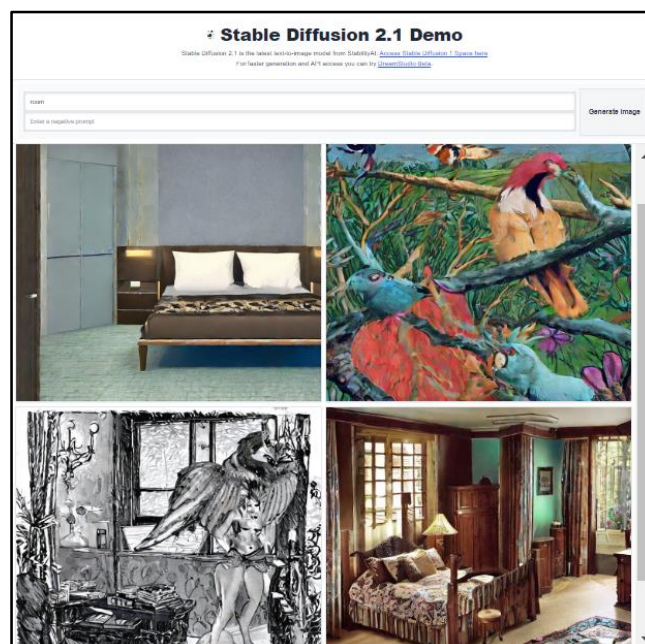 Stable Diffusion 2.1 Demo
Stable Diffusion 2.1 is the latest text-to-image model from StabilityAI. Access Stable Diffusion 1 Space here
For faster generation and API access you can try DreamStudio Beta.
room
Enter a negative prompt
Generate Image